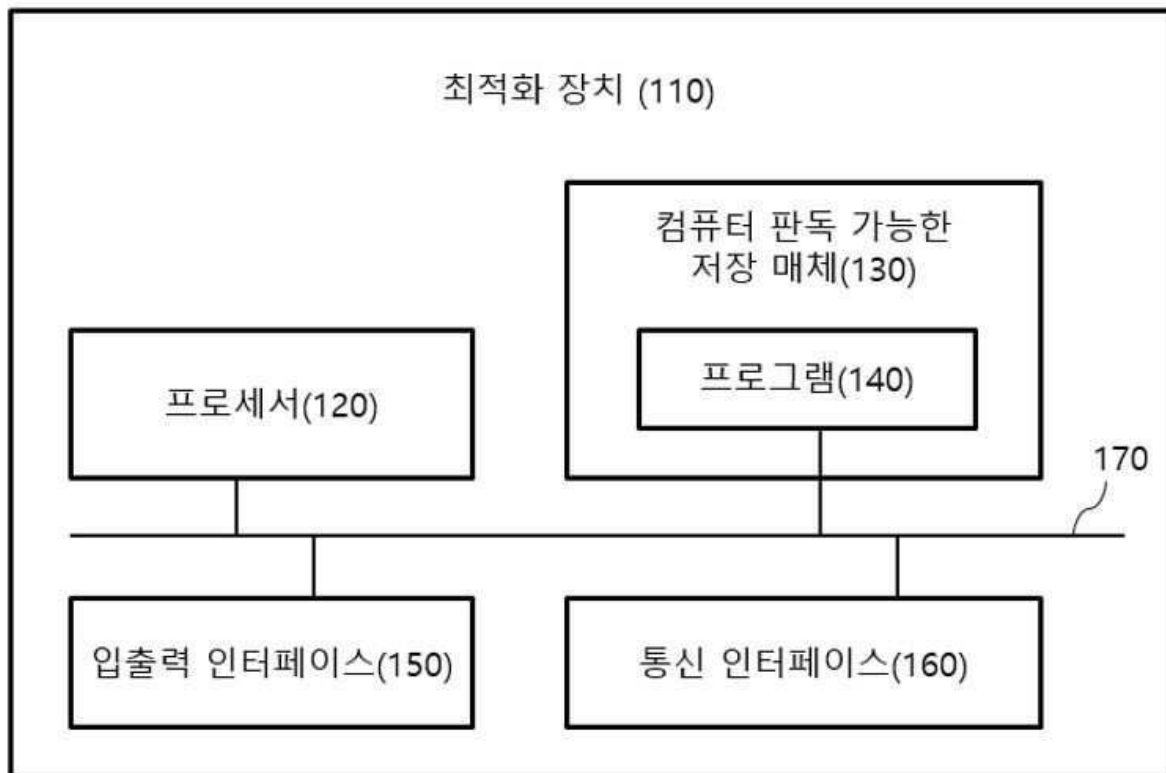 최적화 장치 (110)
컴퓨터 판독 가능한
저장 매체(130)
프로그램(140)
프로세서(120)
170
입출력 인터페이스(150)
통신 인터페이스(160)